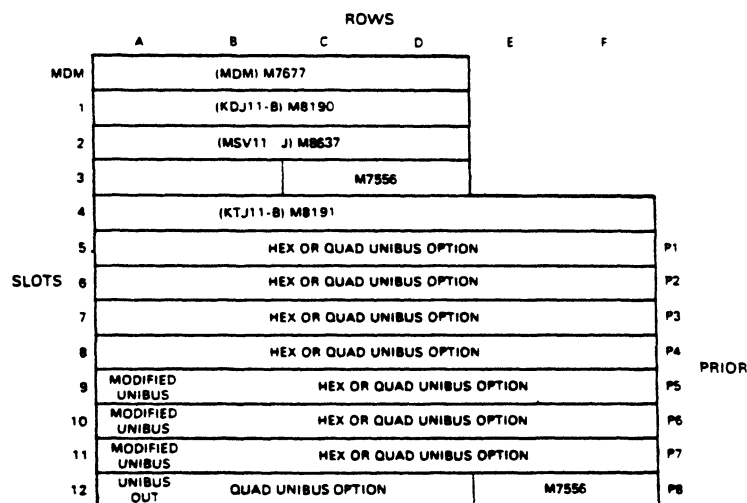 ROWS
A B C D E F
MDM (MDM) M7677
1 (KDJ11-B) M8190
2 (MSV11 J) M8637
3 M7556
4 (KTJ11-B) M8191
5 HEX OR QUAD UNIBUS OPTION P1
SLOTS 6 HEX OR QUAD UNIBUS OPTION P2
7 HEX OR QUAD UNIBUS OPTION P3
8 HEX OR QUAD UNIBUS OPTION P4
PRIOR
9 MODIFIED UNIBUS HEX OR QUAD UNIBUS OPTION P5
10 MODIFIED UNIBUS HEX OR QUAD UNIBUS OPTION P6
11 MODIFIED UNIBUS HEX OR QUAD UNIBUS OPTION P7
12 UNIBUS OUT QUAD UNIBUS OPTION M7556 P8